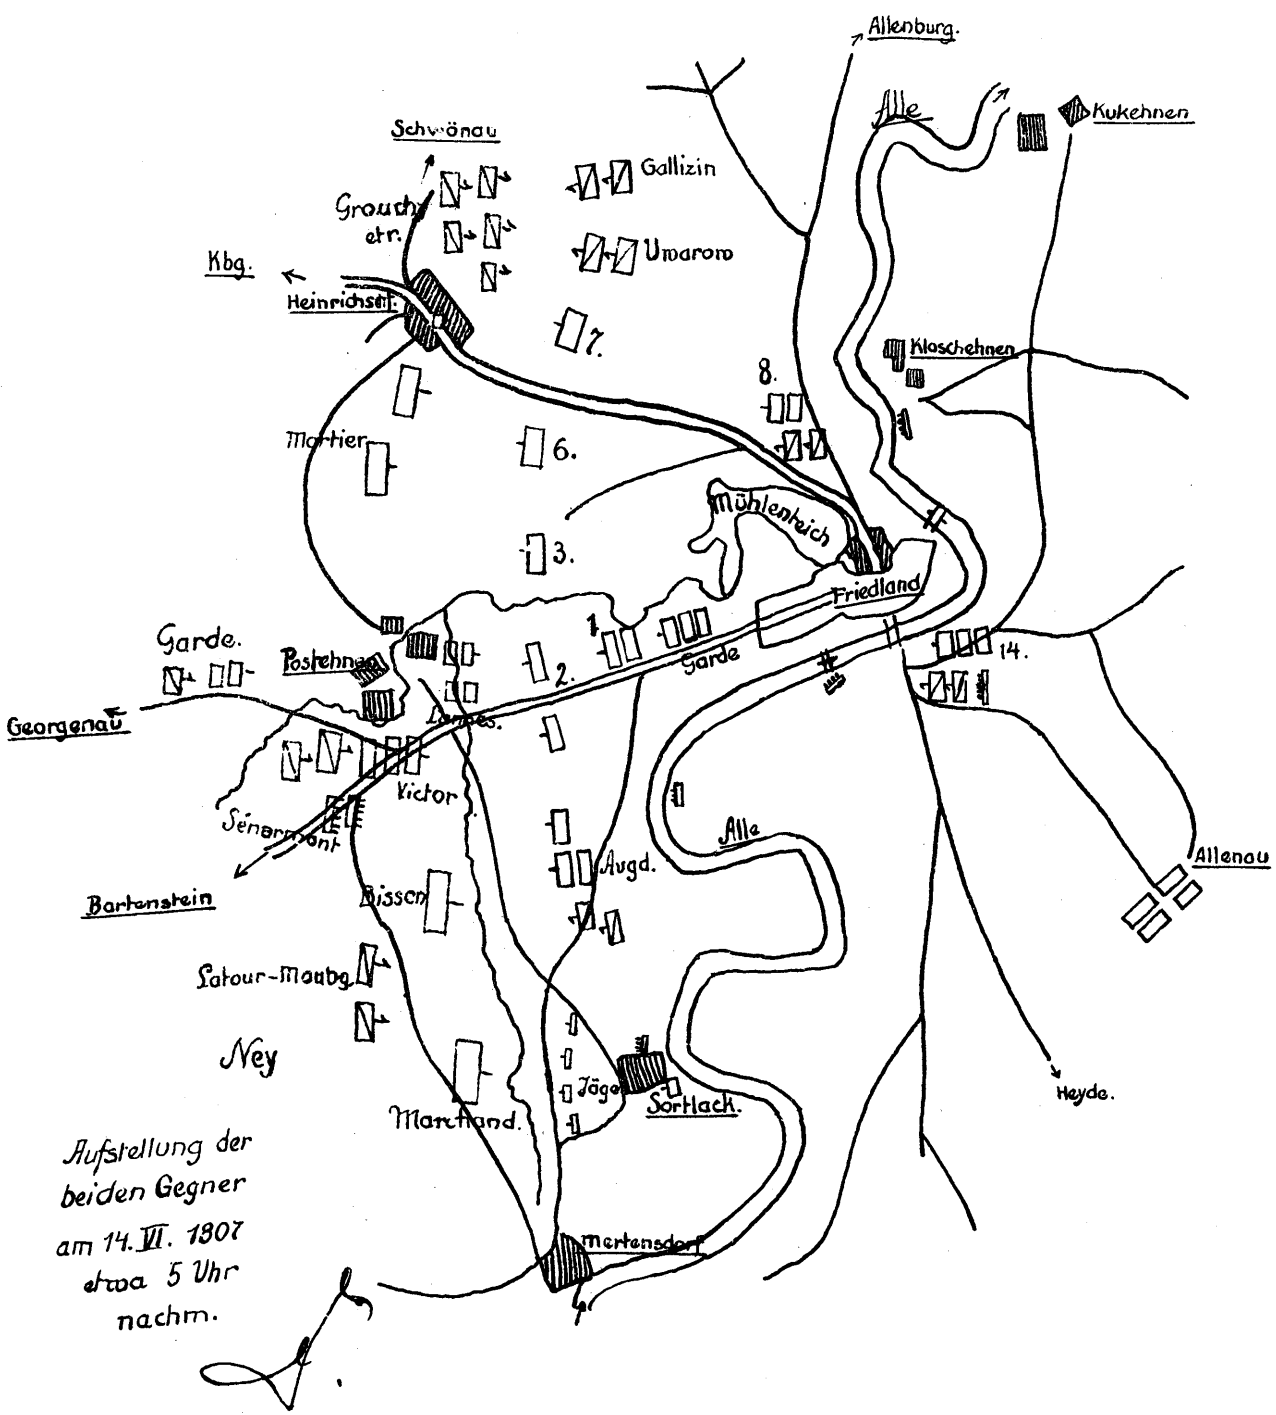 Allenburg.
Alle
Kukehnen
Schwönau
Gallizin
Grouchy
etr.
Umarow
Kbg.
Heinrichsdf.
7.
Kloschehnen
8.
Mortier
6.
Mühlenteich
3.
Friedland
Garde.
1
Postehnen
2.
Garde
14.
Georgenau
Lannes.
Victor
Sénarmont
Alle
Augd.
Allenau
Bartenstein
Bisson
Latour-Maubg.
Ney
Jäger
Sortlack.
Heyde.
Marchand.
Mertensdorf
Aufstellung der
beiden Gegner
am 14. VI. 1807
etwa 5 Uhr
nachm.